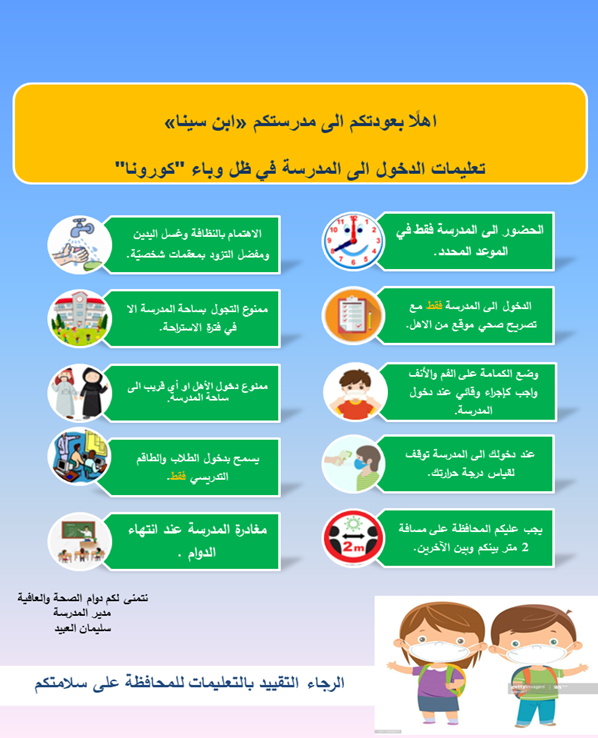 اهلًا بعودتكم الى مدرستكم «ابن سينا»
تعليمات الدخول الى المدرسة في ظل وباء "كورونا"
الحضور الى المدرسة فقط في
الموعد المحدد.
الدخول الى المدرسة فقط مع
تصريح صحي موقع من الاهل.
وضع الكمامة على الفم والأنف
واجب كإجراء وقائي عند دخول
المدرسة.
عند دخولك الى المدرسة توقف
لقياس درجة حرارتك.
يجب عليكم المحافظة على مسافة
2 متر بينكم وبين الآخرين.
2m
الاهتمام بالنظافة وغسل اليدين
ومفضل التزود بمعقمات شخصيّة.
ممنوع التجول بساحة المدرسة الا
في فترة الاستراحة.
ممنوع دخول الأهل او أي قريب الى
ساحة المدرسة.
يسمح بدخول الطلاب والطاقم
التدريسي فقط.
مغادرة المدرسة عند انتهاء
الدوام .
نتمنى لكم دوام الصحة والعافية
مدير المدرسة
سليمان العبيد
الرجاء التقييد بالتعليمات للمحافظة على سلامتكم